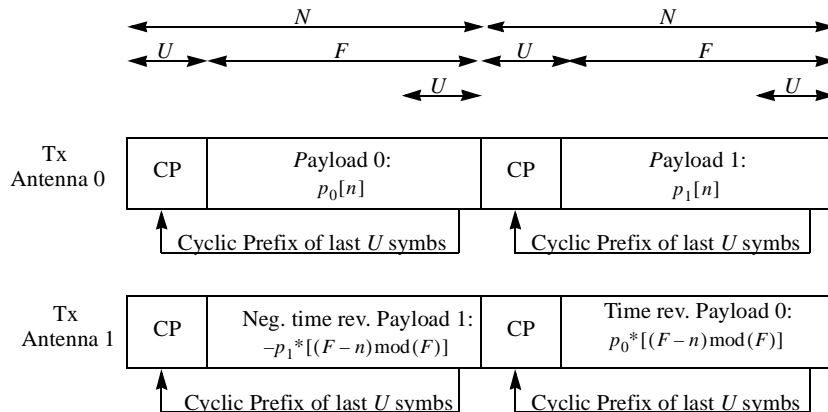 N N
U F U F
U U
Tx
Antenna 0
CP
Payload 0:
p₀[n]
CP
Payload 1:
p₁[n]
Cyclic Prefix of last U symbs
Cyclic Prefix of last U symbs
Tx
Antenna 1
CP
Neg. time rev. Payload 1:
−p₁*[(F−n)mod(F)]
CP
Time rev. Payload 0:
p₀*[(F−n)mod(F)]
Cyclic Prefix of last U symbs
Cyclic Prefix of last U symbs